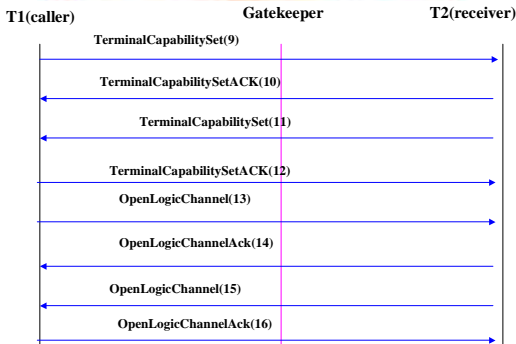 T1(caller)
Gatekeeper
T2(receiver)
TerminalCapabilitySet(9)
TerminalCapabilitySetACK(10)
TerminalCapabilitySet(11)
TerminalCapabilitySetACK(12)
OpenLogicChannel(13)
OpenLogicChannelAck(14)
OpenLogicChannel(15)
OpenLogicChannelAck(16)